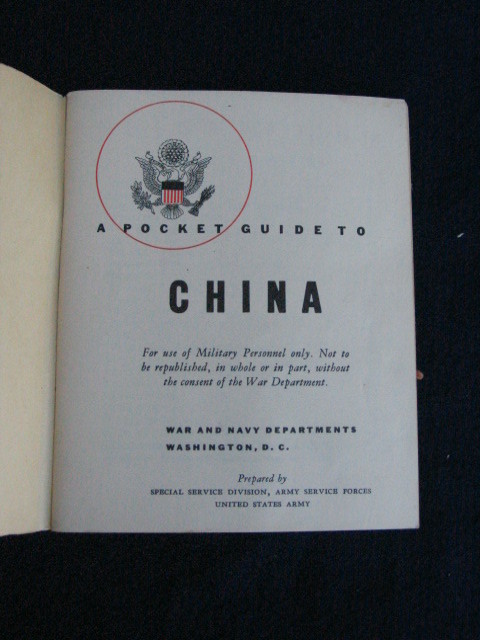 A POCKET GUIDE TO
CHINA
For use of Military Personnel only. Not to
be republished, in whole or in part, without
the consent of the War Department.
WAR AND NAVY DEPARTMENTS
WASHINGTON, D. C.
Prepared by
SPECIAL SERVICE DIVISION, ARMY SERVICE FORCES
UNITED STATES ARMY